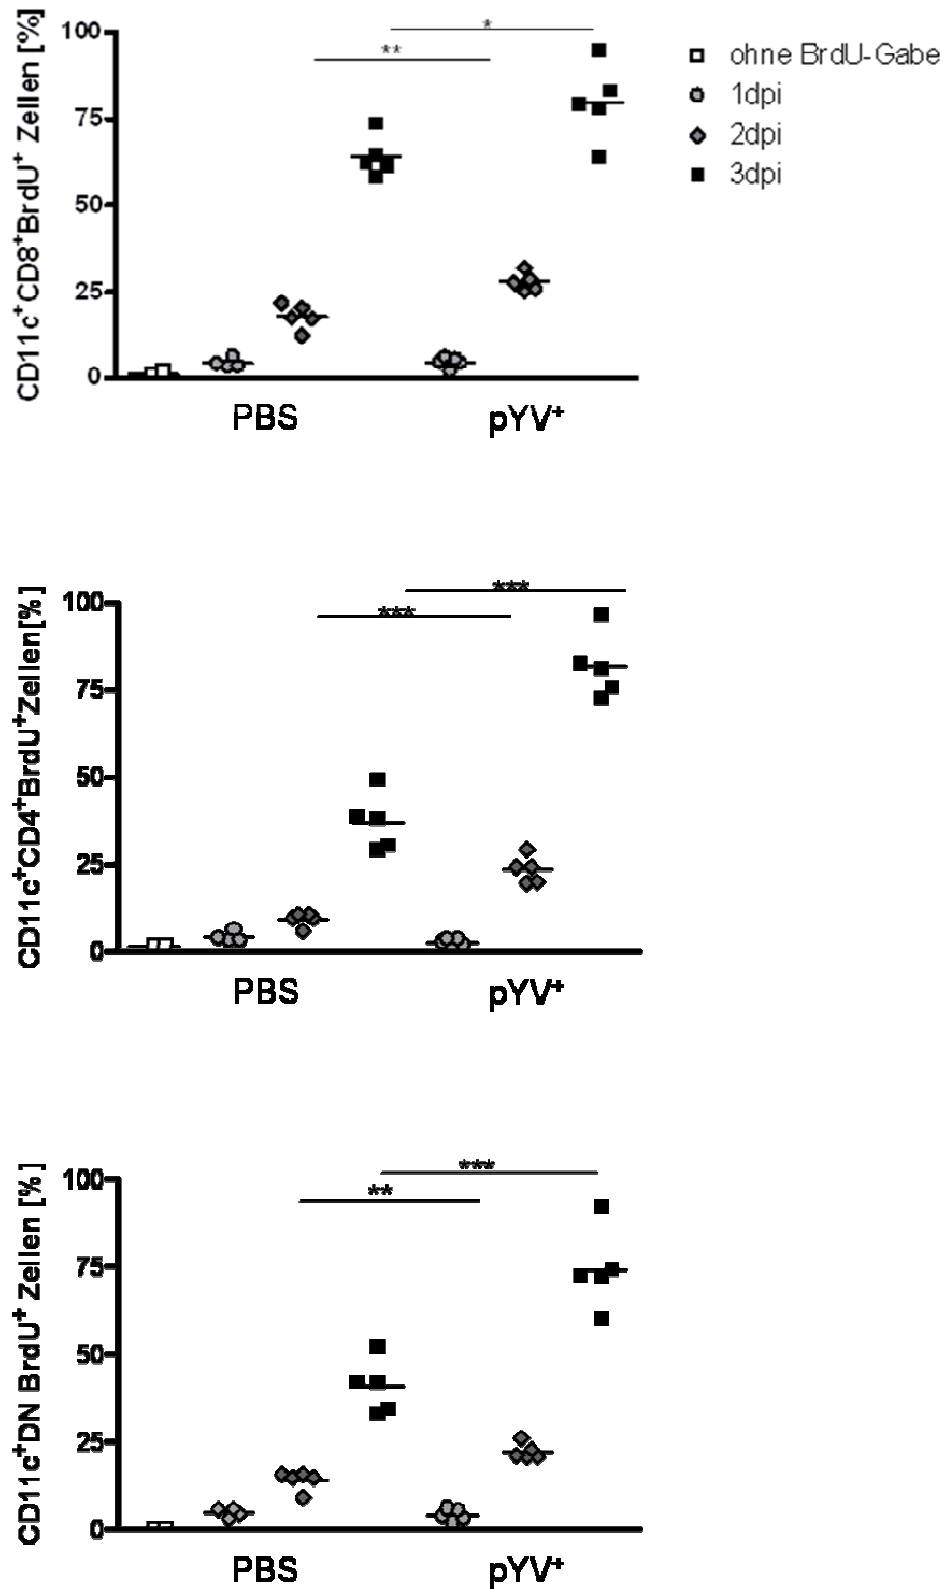 CD11c⁺CD8⁺BrdU⁺ Zellen [%]
100
75
50
25
0
*
**
PBS
pYV⁺
ohne BrdU-Gabe
1dpi
2dpi
3dpi
CD11c⁺CD4⁺BrdU⁺Zellen[%]
100
75
50
25
0
***
***
PBS
pYV⁺
CD11c⁺DN BrdU⁺ Zellen [%]
100
75
50
25
0
***
**
PBS
pYV⁺